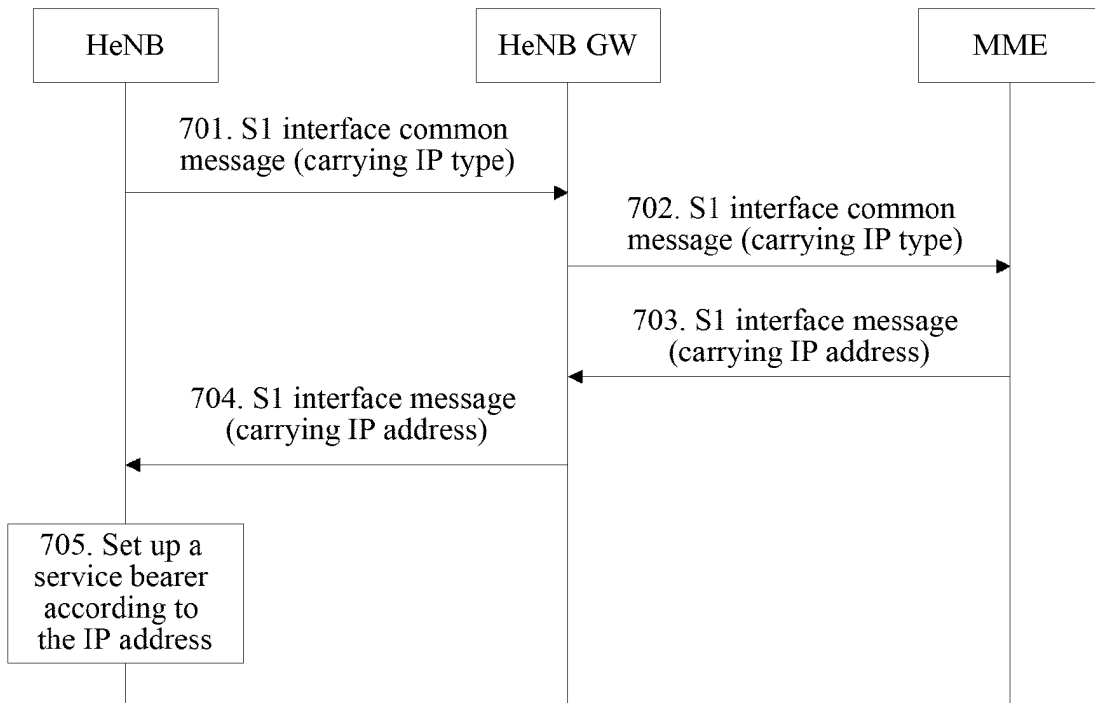 HeNB
HeNB GW
MME
701. S1 interface common
message (carrying IP type)
702. S1 interface common
message (carrying IP type)
703. S1 interface message
(carrying IP address)
704. S1 interface message
(carrying IP address)
705. Set up a
service bearer
according to
the IP address